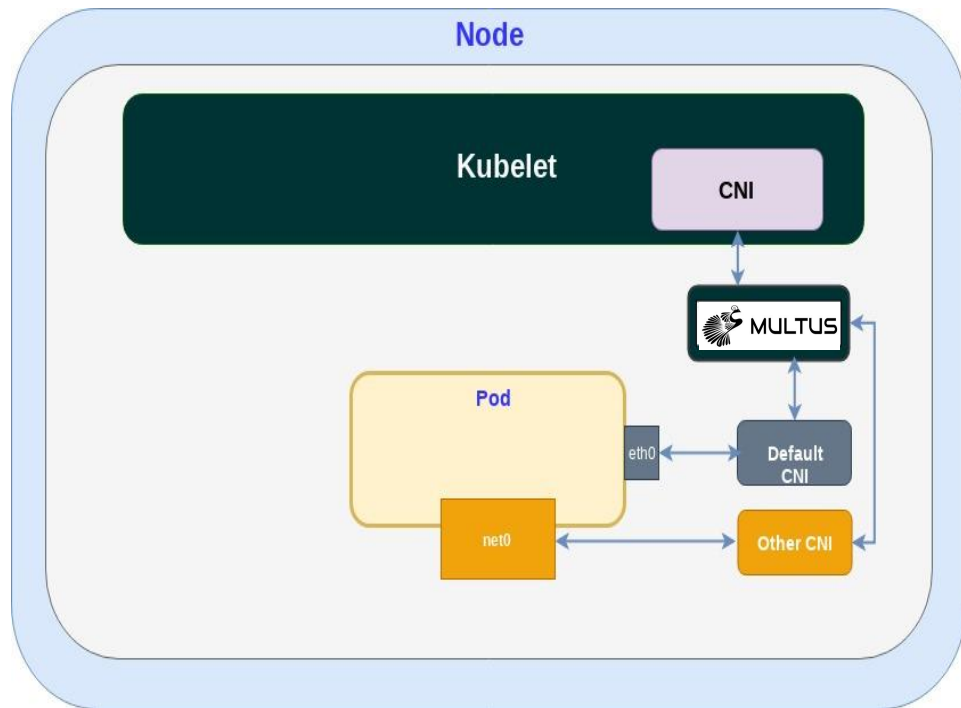 Node
Kubelet
CNI
MULTUS
Pod
eth0
Default
CNI
net0
Other CNI